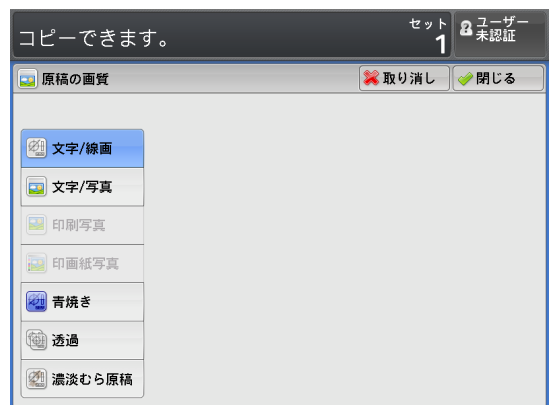 コピーできます。
セット
1
ユーザー
未認証
原稿の画質
取り消し
閉じる
文字/線画
文字/写真
印刷写真
印画紙写真
青焼き
透過
濃淡むら原稿